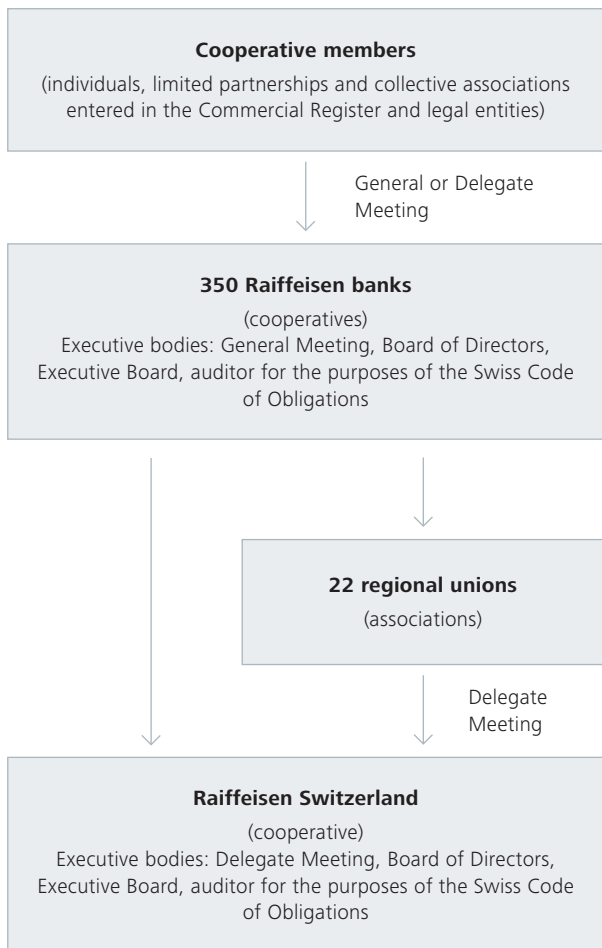 Cooperative members
(individuals, limited partnerships and collective associations
entered in the Commercial Register and legal entities)
General or Delegate
Meeting
350 Raiffeisen banks
(cooperatives)
Executive bodies: General Meeting, Board of Directors,
Executive Board, auditor for the purposes of the Swiss Code
of Obligations
22 regional unions
(associations)
Delegate
Meeting
Raiffeisen Switzerland
(cooperative)
Executive bodies: Delegate Meeting, Board of Directors,
Executive Board, auditor for the purposes of the Swiss Code
of Obligations